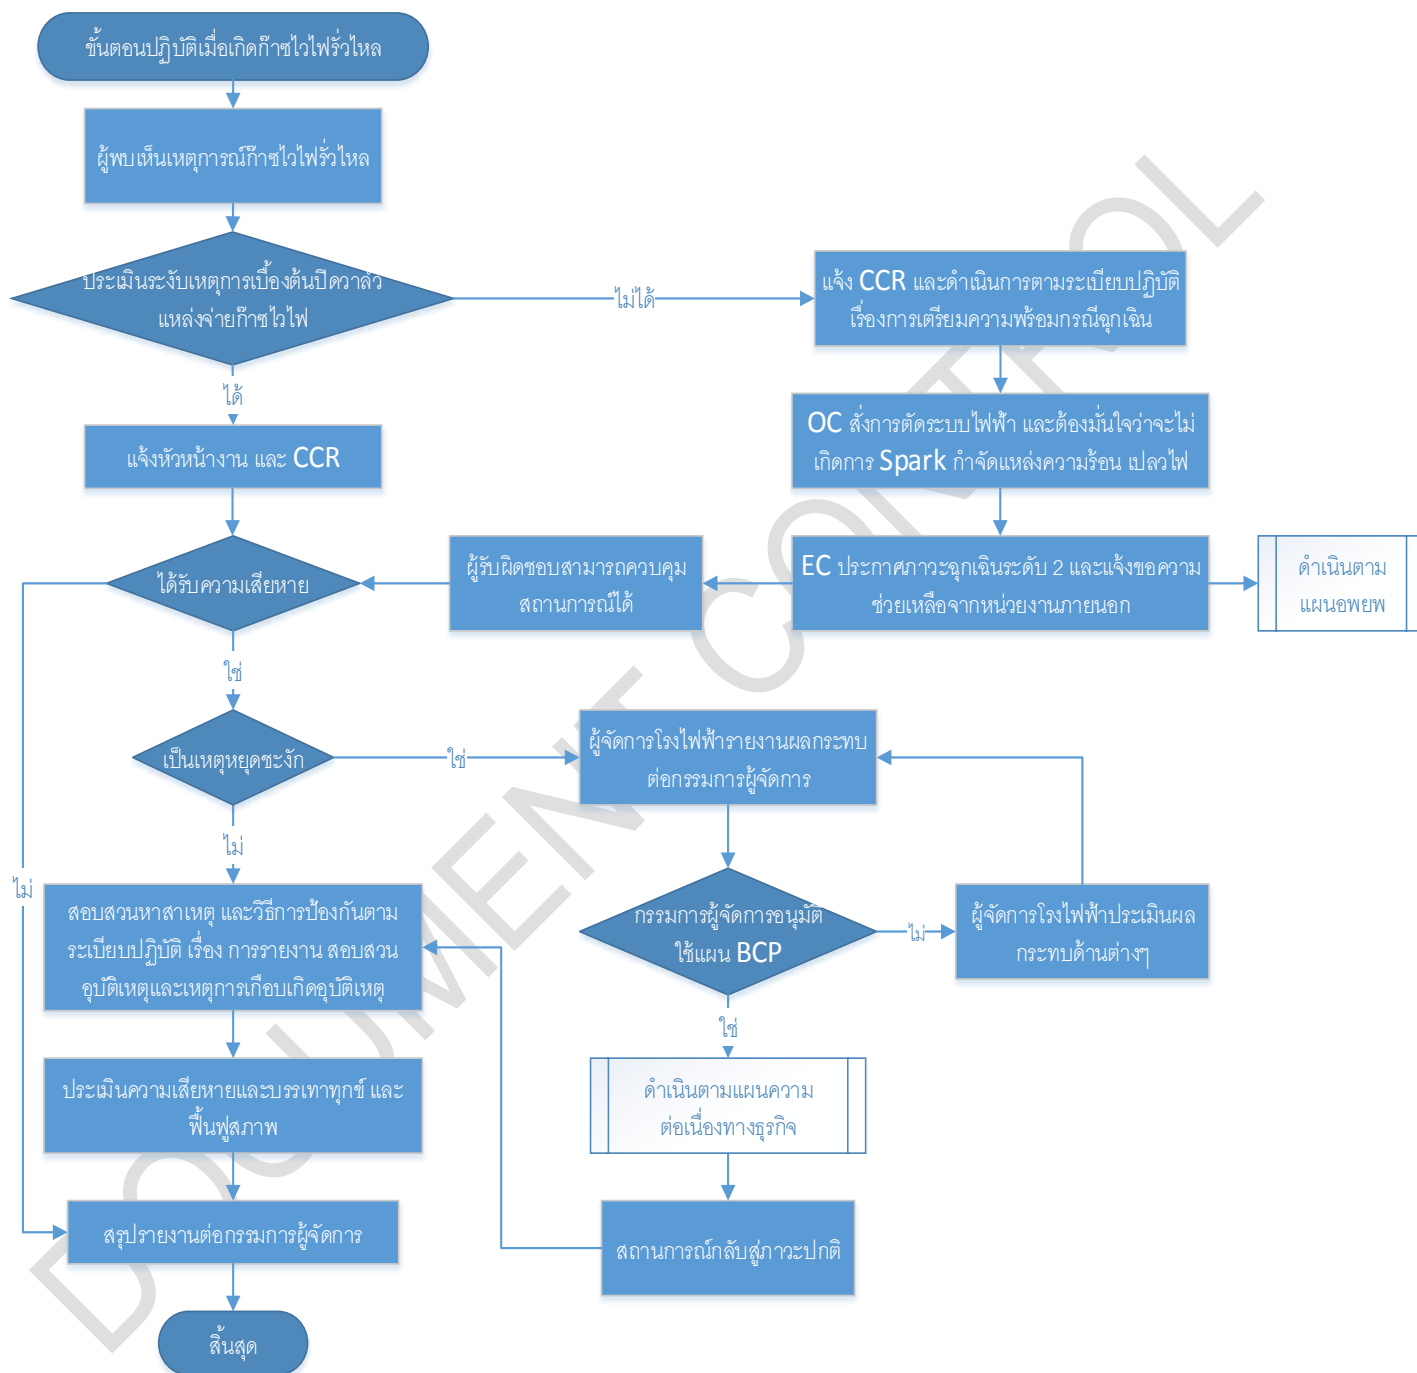 ขั้นตอนปฏิบัติเมื่อเกิดก๊าซไวไฟรั่วไหล
ผู้พบเห็นเหตุการณ์ก๊าซไวไฟรั่วไหล
ประเมินระงับเหตุการเบื้องต้นปิดวาล์ว
แหล่งจ่ายก๊าซไวไฟ
ไม่ได้
แจ้ง CCR และดำเนินการตามระเบียบปฏิบัติ
เรื่องการเตรียมความพร้อมกรณีฉุกเฉิน
ได้
แจ้งหัวหน้างาน และ CCR
OC สั่งการตัดระบบไฟฟ้า และต้องมั่นใจว่าจะไม่
เกิดการ Spark กำจัดแหล่งความร้อน เปลวไฟ
ได้รับความเสียหาย
ผู้รับผิดชอบสามารถควบคุม
สถานการณ์ได้
EC ประกาศภาวะฉุกเฉินระดับ 2 และแจ้งขอความ
ช่วยเหลือจากหน่วยงานภายนอก
ดำเนินตาม
แผนอพยพ
ใช่
เป็นเหตุหยุดชะงัก
ใช่
ผู้จัดการโรงไฟฟ้ารายงานผลกระทบ
ต่อกรรมการผู้จัดการ
ไม่
ไม่
สอบสวนหาสาเหตุ และวิธีการป้องกันตาม
ระเบียบปฏิบัติ เรื่อง การรายงาน สอบสวน
อุบัติเหตุและเหตุการเกือบเกิดอุบัติเหตุ
กรรมการผู้จัดการอนุมัติ
ใช้แผน BCP
ไม่
ผู้จัดการโรงไฟฟ้าประเมินผล
กระทบด้านต่างๆ
ใช่
ประเมินความเสียหายและบรรเทาทุกข์ และ
ฟื้นฟูสภาพ
ดำเนินตามแผนความ
ต่อเนื่องทางธุรกิจ
สรุปรายงานต่อกรรมการผู้จัดการ
สถานการณ์กลับสู่ภาวะปกติ
สิ้นสุด
DOCUMENT CONTROL